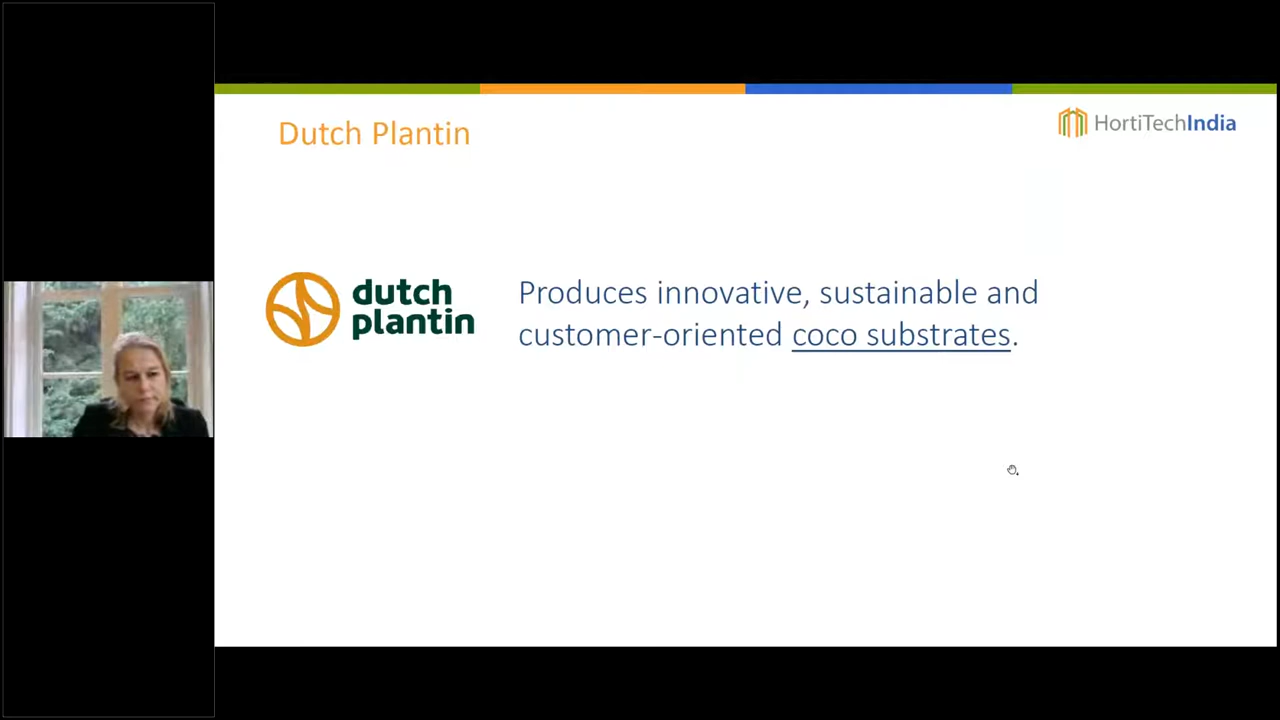 Dutch Plantin
HortiTechIndia
dutch
plantin
Produces innovative, sustainable and
customer-oriented coco substrates.